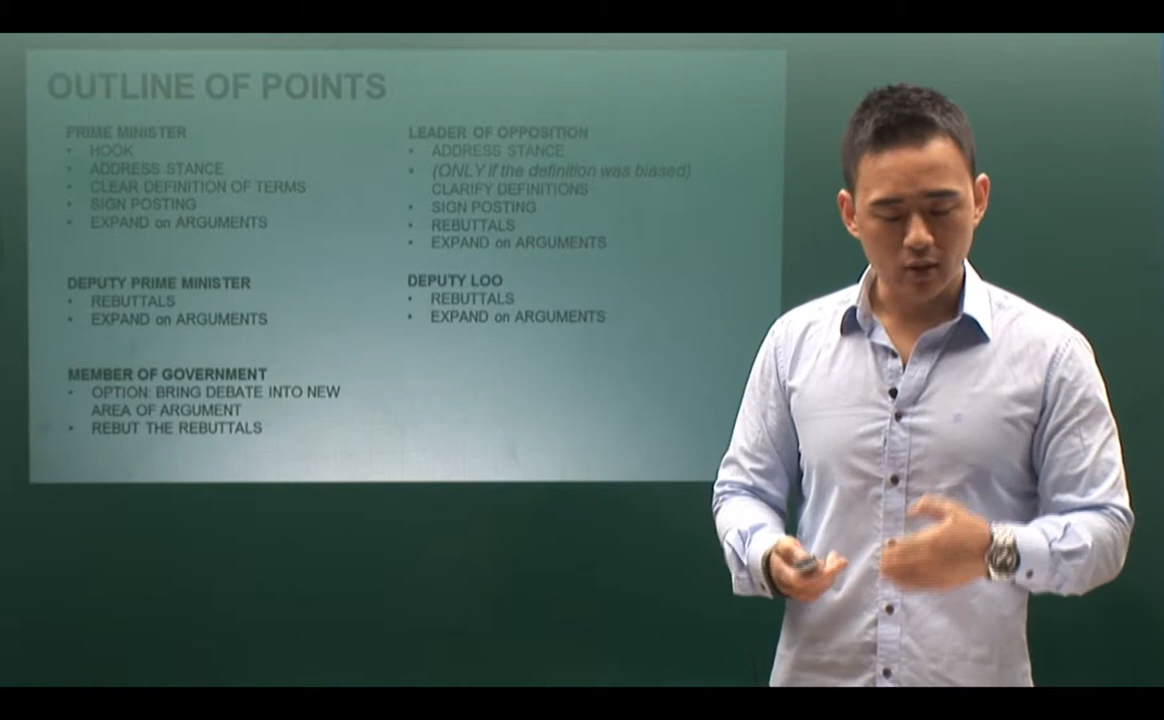 OUTLINE OF POINTS
PRIME MINISTER
• HOOK
• ADDRESS STANCE
• CLEAR DEFINITION OF TERMS
• SIGN POSTING
• EXPAND on ARGUMENTS
DEPUTY PRIME MINISTER
• REBUTTALS
• EXPAND on ARGUMENTS
MEMBER OF GOVERNMENT
• OPTION: BRING DEBATE INTO NEW
AREA OF ARGUMENT
• REBUT THE REBUTTALS
LEADER OF OPPOSITION
• ADDRESS STANCE
• (ONLY if the definition was biased)
CLARIFY DEFINITIONS
• SIGN POSTING
• REBUTTALS
• EXPAND on ARGUMENTS
DEPUTY LOO
• REBUTTALS
• EXPAND on ARGUMENTS